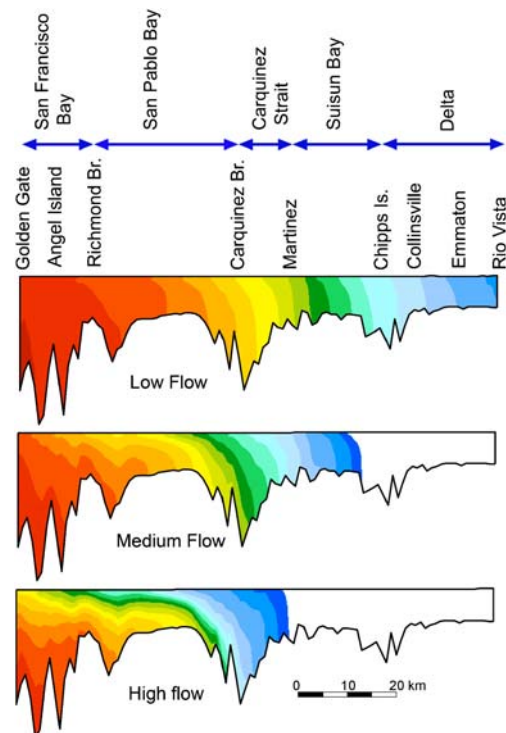 San Francisco
Bay
San Pablo Bay
Carquinez
Strait
Suisun Bay
Delta
Golden Gate
Angel Island
Richmond Br.
Carquinez Br.
Martinez
Chipps Is.
Collinsville
Emmaton
Rio Vista
Low Flow
Medium Flow
High flow
0 10 20 km